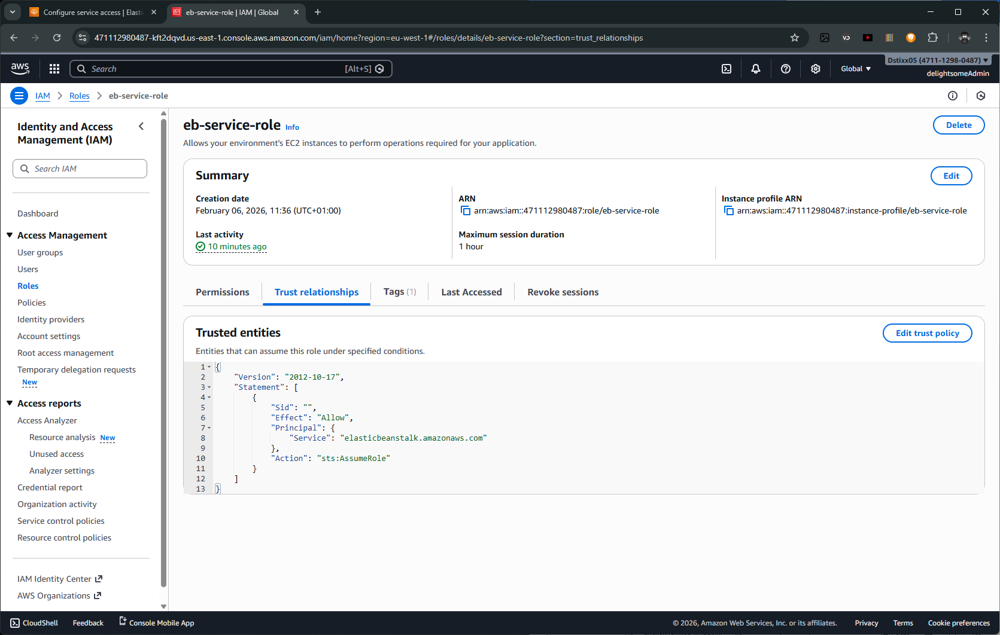 Configure service access | Elasti
eb-service-role | IAM | Global
471112980487-kft2dqvd.us-east-1.console.aws.amazon.com/iam/home?region=eu-west-1#/roles/details/eb-service-role?section=trust_relationships
aws
Search
[Alt+S]
Global
Dstixx05 (4711-1298-0487)
delightsomeAdmin
IAM
Roles
eb-service-role
Identity and Access
Management (IAM)
Search IAM
Dashboard
Access Management
User groups
Users
Roles
Policies
Identity providers
Account settings
Root access management
Temporary delegation requests
New
Access reports
Access Analyzer
Resource analysis New
Unused access
Analyzer settings
Credential report
Organization activity
Service control policies
Resource control policies
IAM Identity Center
AWS Organizations
eb-service-role Info
Delete
Allows your environment's EC2 instances to perform operations required for your application.
Summary
Edit
Creation date
February 06, 2026, 11:36 (UTC+01:00)
Last activity
10 minutes ago
ARN
arn:aws:iam::471112980487:role/eb-service-role
Maximum session duration
1 hour
Instance profile ARN
arn:aws:iam::471112980487:instance-profile/eb-service-role
Permissions
Trust relationships
Tags (1)
Last Accessed
Revoke sessions
Trusted entities
Edit trust policy
Entities that can assume this role under specified conditions.
1 {
2 "Version": "2012-10-17",
3 "Statement": [
4 {
5 "Sid": "",
6 "Effect": "Allow",
7 "Principal": {
8 "Service": "elasticbeanstalk.amazonaws.com"
9 },
10 "Action": "sts:AssumeRole"
11 }
12 ]
13 }
CloudShell
Feedback
Console Mobile App
© 2026, Amazon Web Services, Inc. or its affiliates.
Privacy
Terms
Cookie preferences